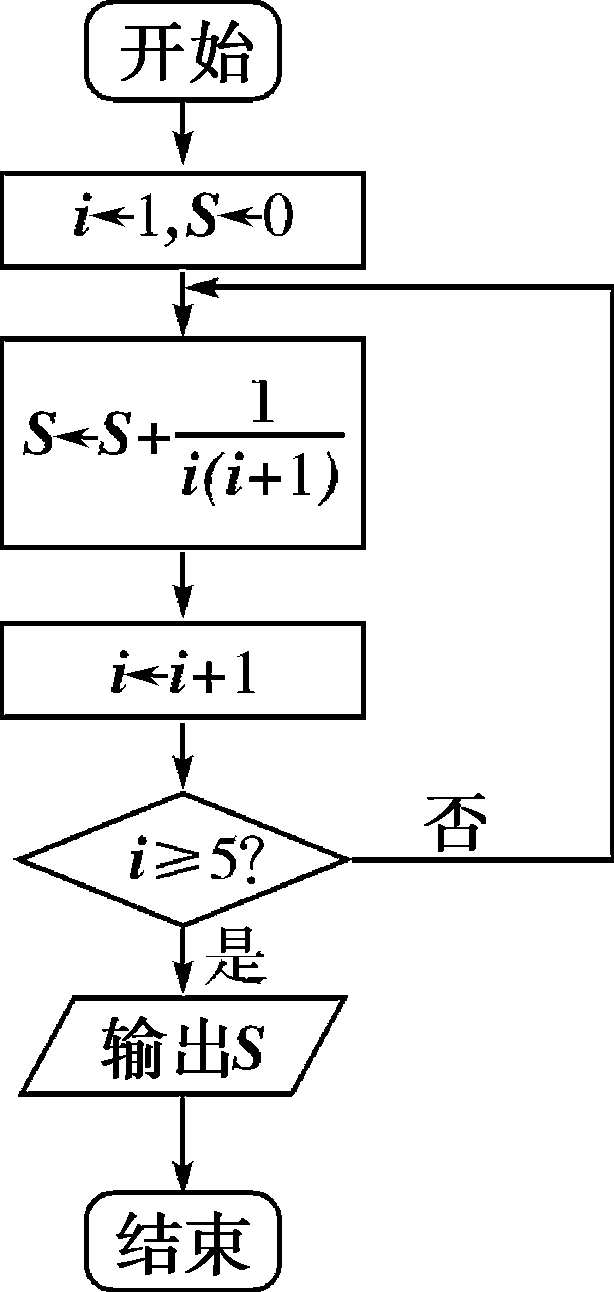 开始
i←1,S←0
S←S+1/i(i+1)
i←i+1
i≥5?
否
是
输出S
结束